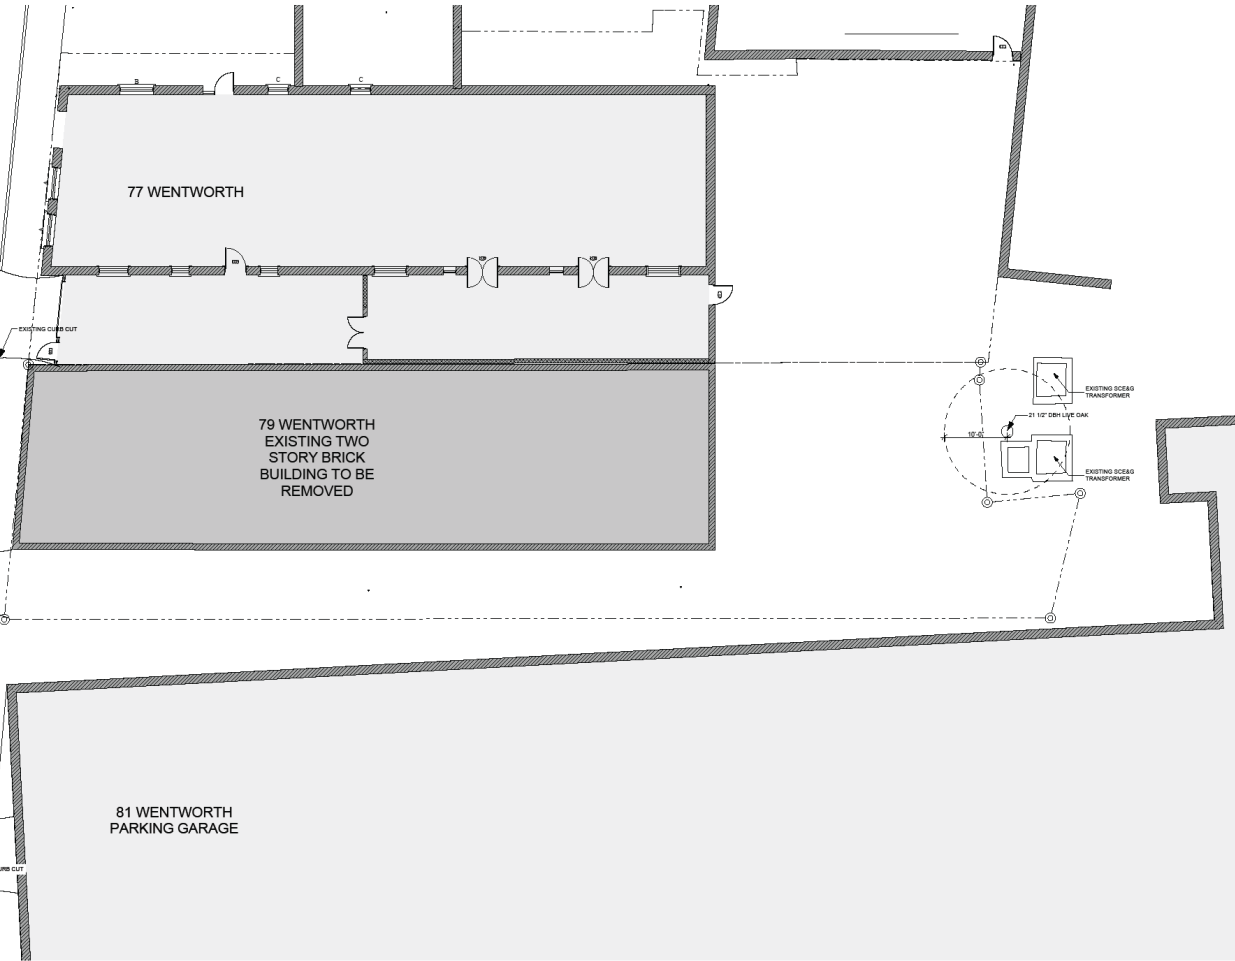 B
C
C
77 WENTWORTH
EXISTING CURB CUT
79 WENTWORTH
EXISTING TWO
STORY BRICK
BUILDING TO BE
REMOVED
EXISTING SCE&G
TRANSFORMER
21 1/2" DBH LIVE OAK
10'-0"
EXISTING SCE&G
TRANSFORMER
81 WENTWORTH
PARKING GARAGE
URB CUT